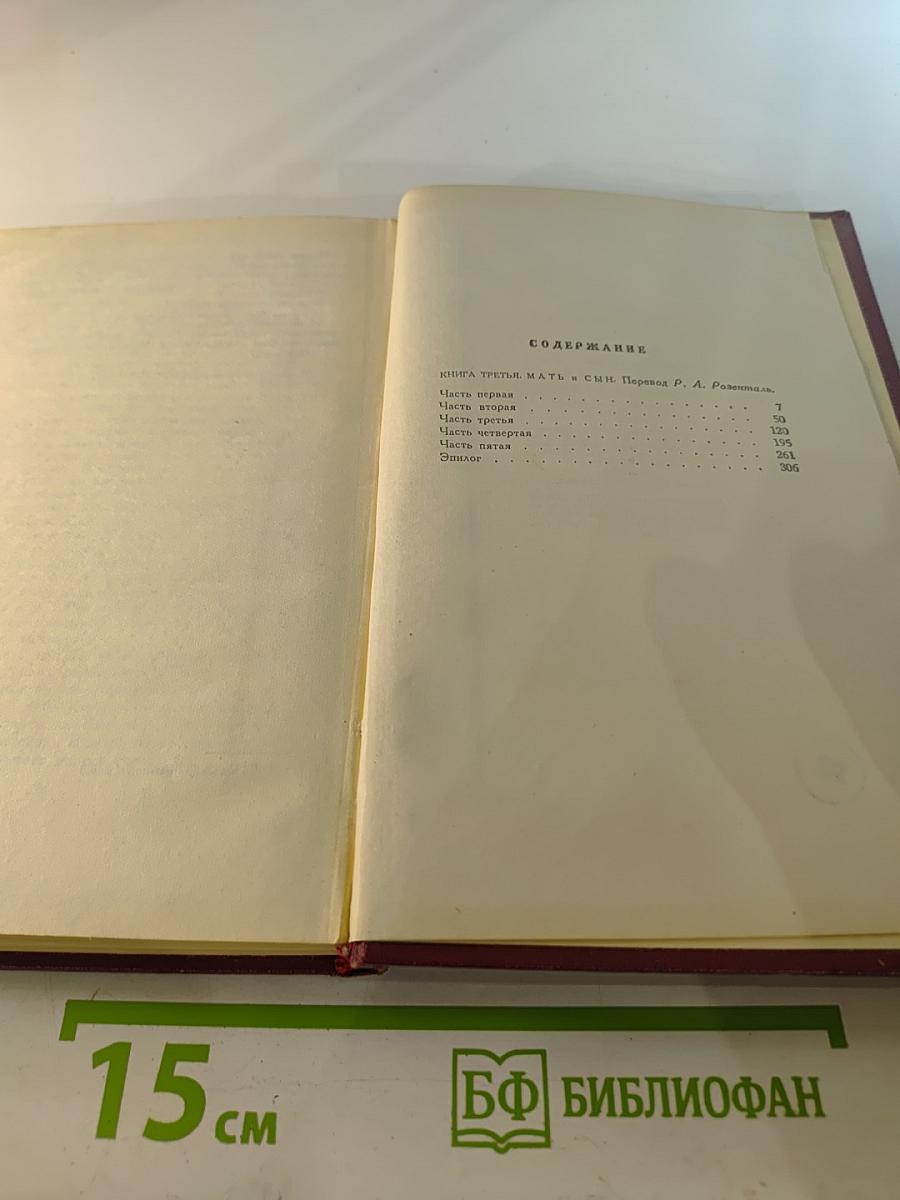 СОДЕРЖАНИЕ
КНИГА ТРЕТЬЯ. МАТЬ и СЫН. Перевод Р. А. Розенталь.
Часть первая . . . . . . . . . . . . . . . . 7
Часть вторая . . . . . . . . . . . . . . . . 50
Часть третья . . . . . . . . . . . . . . . . 120
Часть четвертая . . . . . . . . . . . . . . . 195
Часть пятая . . . . . . . . . . . . . . . . 261
Эпилог . . . . . . . . . . . . . . . . . . 306
15 см
БФ БИБЛИОФАН